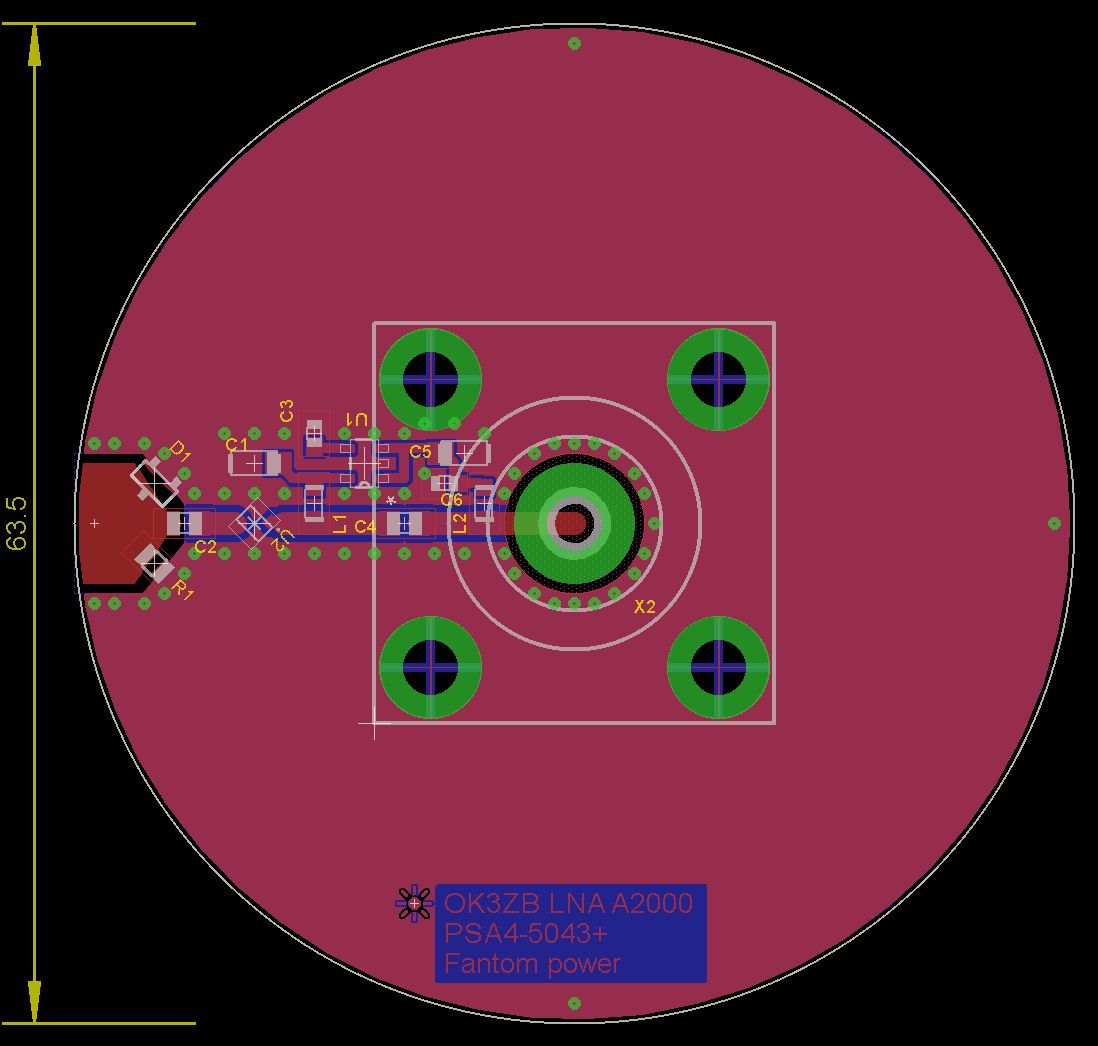 63.5
C3
U1
C1
C5
D1
C6
*
L1
C4
L2
C2
U2
R1
X2
OK3ZB LNA A2000
PSA4-5043+
Fantom power